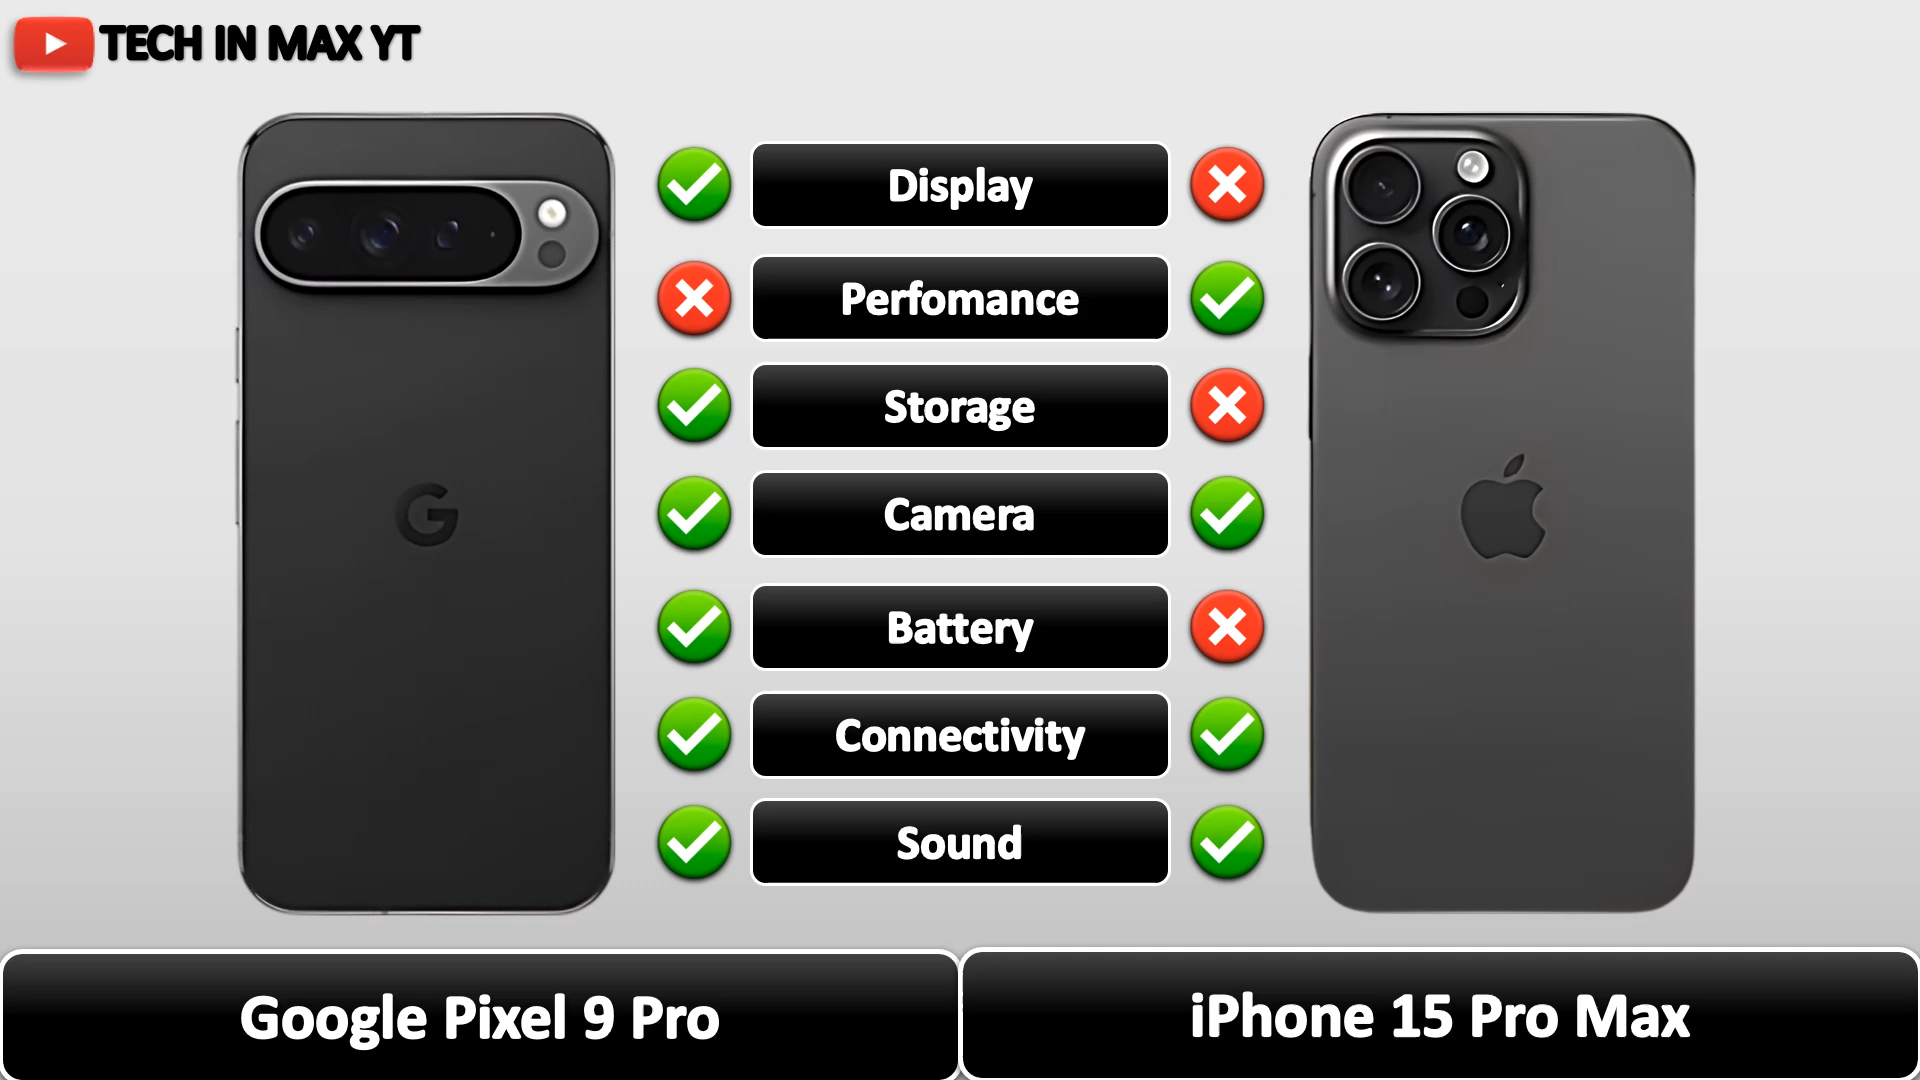 TECH IN MAX YT
Display
Perfomance
Storage
Camera
Battery
Connectivity
Sound
Google Pixel 9 Pro
iPhone 15 Pro Max